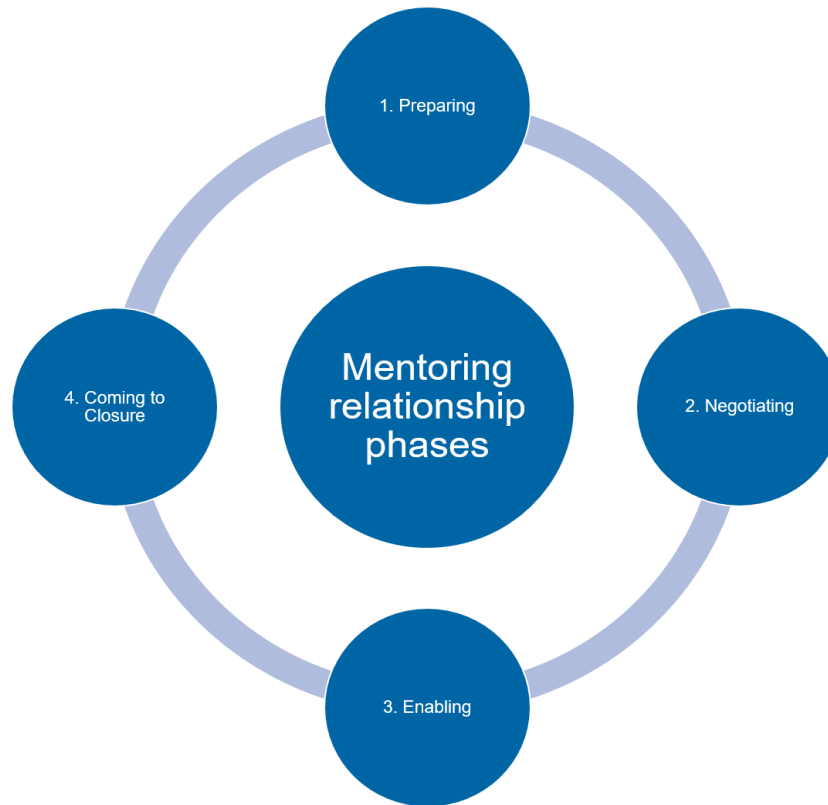 1. Preparing
Mentoring
relationship
phases
4. Coming to
Closure
2. Negotiating
3. Enabling